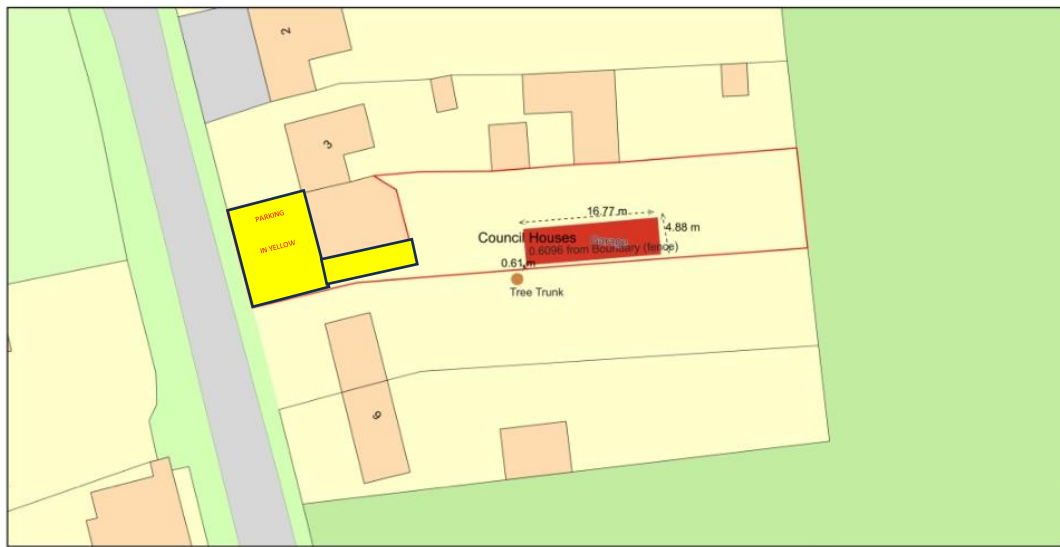 2
3
PARKING
IN YELLOW
16.77 m
4.88 m
Council Houses
Garage
0.6096 from Boundary (fence)
0.61 m
Tree Trunk
6